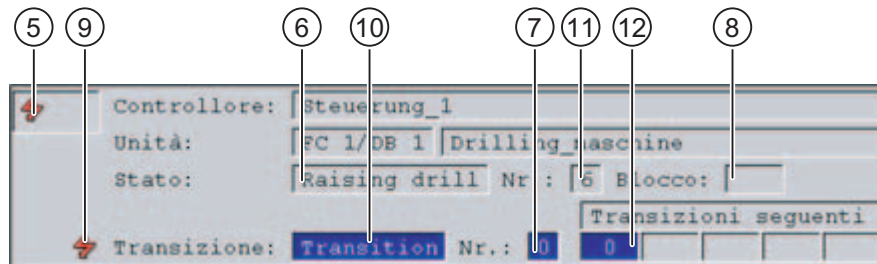 5 9 6 10 7 11 12 8
Controllore: Steuerung_1
Unità: FC 1/DB 1 Drilling_maschine
Stato: Raising drill Nr.: 6 Blocco:
Transizioni seguenti
Transizione: Transition Nr.: 0 0